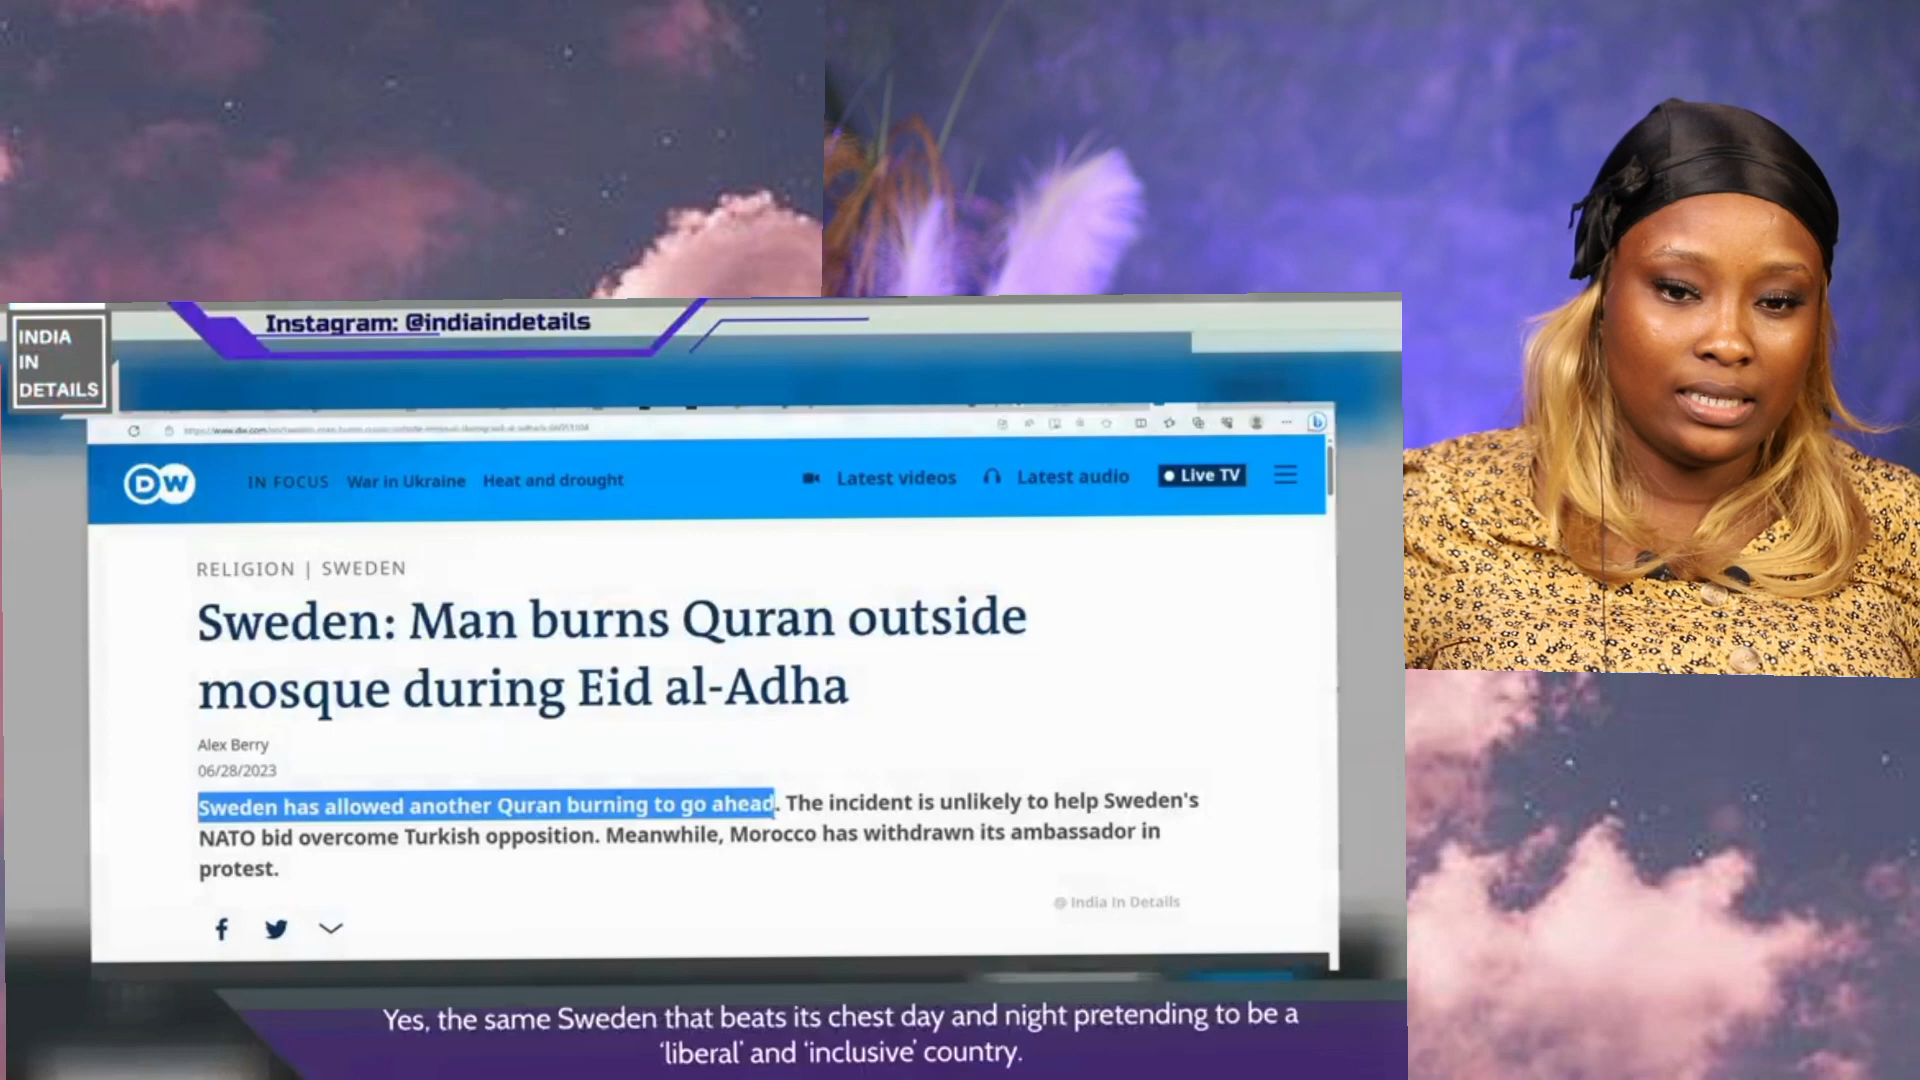 Instagram: @indiaindetails
INDIA
IN
DETAILS
DW
IN FOCUS War in Ukraine Heat and drought Latest videos Latest audio Live TV
RELIGION | SWEDEN
Sweden: Man burns Quran outside
mosque during Eid al-Adha
Alex Berry
06/28/2023
Sweden has allowed another Quran burning to go ahead. The incident is unlikely to help Sweden's
NATO bid overcome Turkish opposition. Meanwhile, Morocco has withdrawn its ambassador in
protest.
@ India In Details
Yes, the same Sweden that beats its chest day and night pretending to be a
‘liberal’ and ‘inclusive’ country.